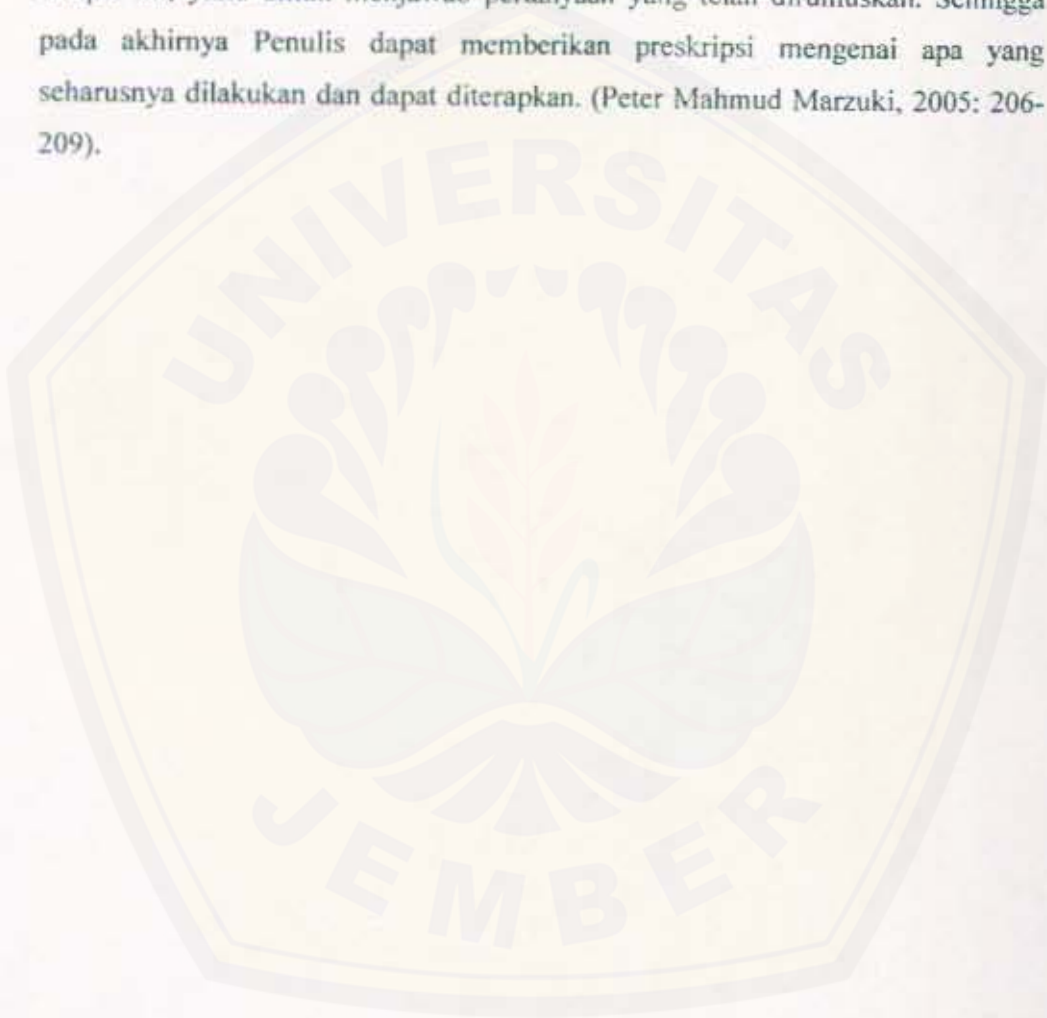 untuk menjawab pertanyaan yang telah dirumuskan. Sehingga
pada akhirnya Penulis dapat memberikan preskripsi mengenai apa yang
seharusnya dilakukan dan dapat diterapkan. (Peter Mahmud Marzuki, 2005: 206-
209).
UNIVERSITAS
JEMBER